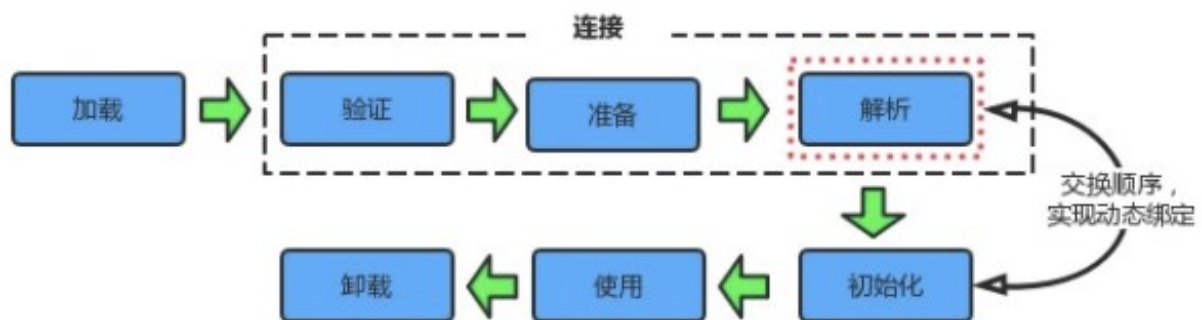 连接
加载
验证
准备
解析
交换顺序，
实现动态绑定
卸载
使用
初始化